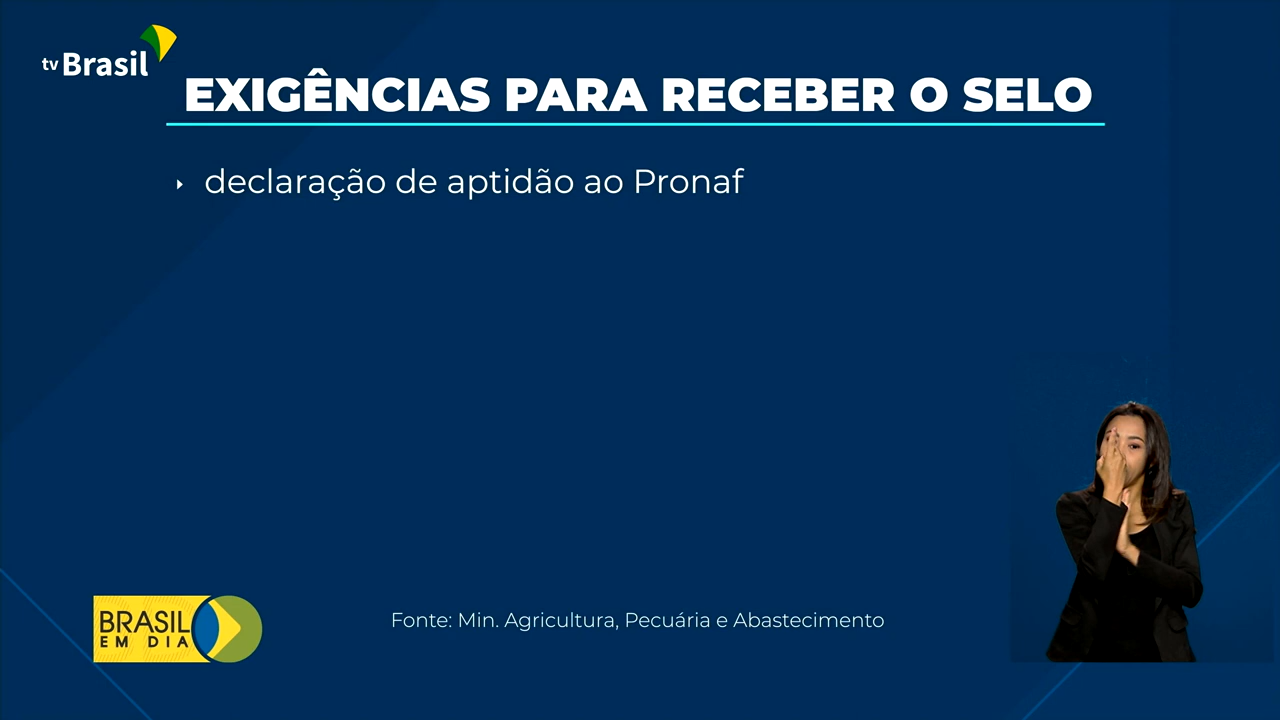 tv Brasil
EXIGÊNCIAS PARA RECEBER O SELO
declaração de aptidão ao Pronaf
BRASIL
EM DIA
Fonte: Min. Agricultura, Pecuária e Abastecimento